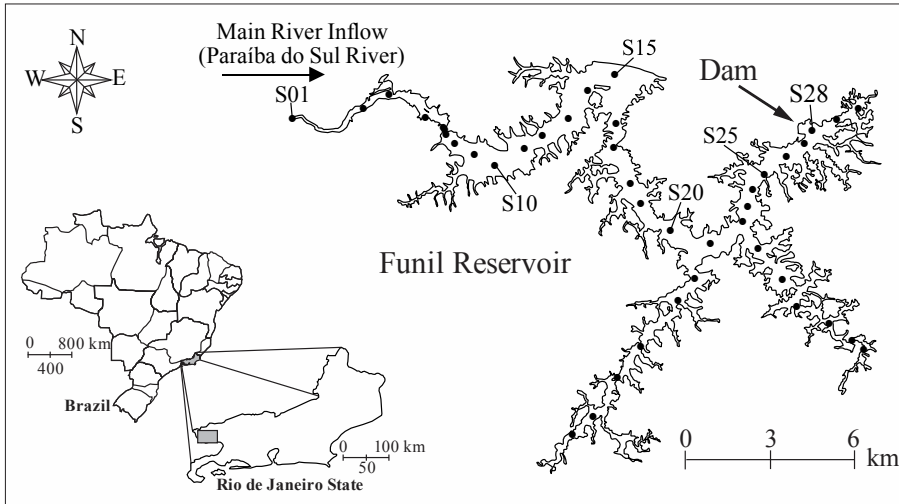 N
W
E
S
Main River Inflow
(Paraíba do Sul River)
S01
S15
Dam
S28
S25
S10
S20
Funil Reservoir
0 800 km
400
Brazil
0 100 km
50
Rio de Janeiro State
0 3 6
km